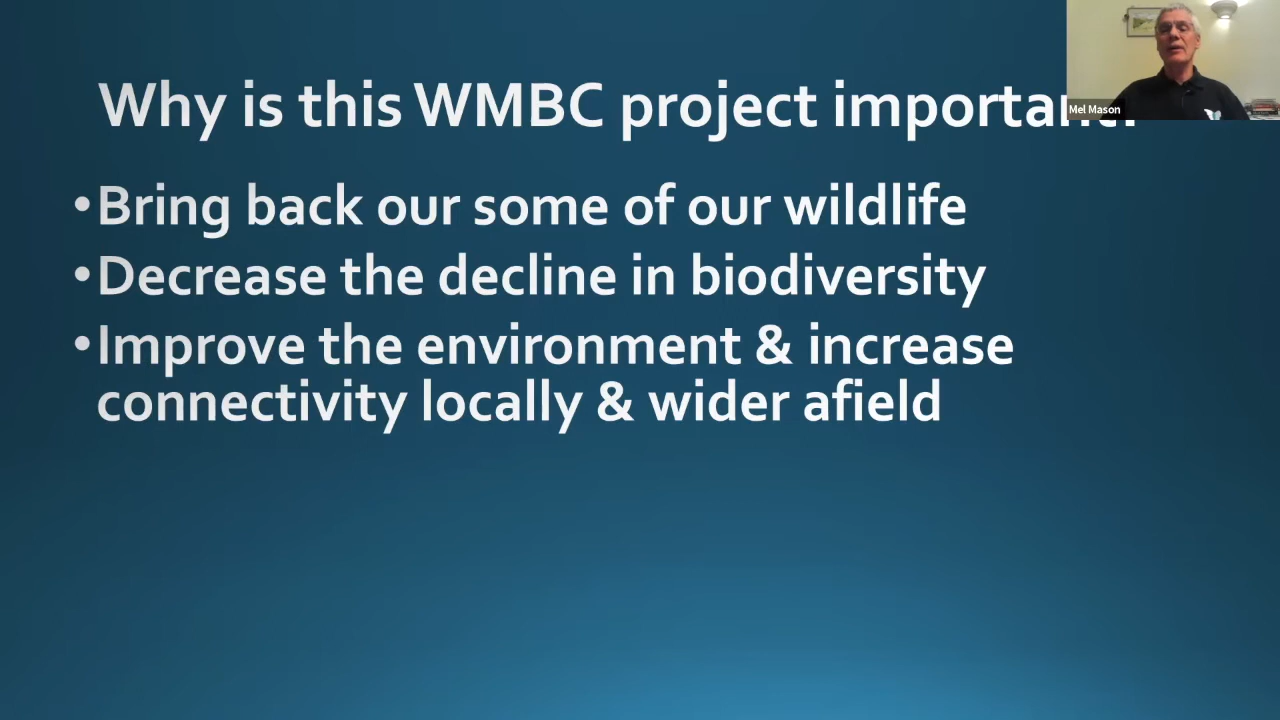 Why is this WMBC project
Mel Mason
•Bring back our some of our wildlife
•Decrease the decline in biodiversity
•Improve the environment & increase
connectivity locally & wider afield